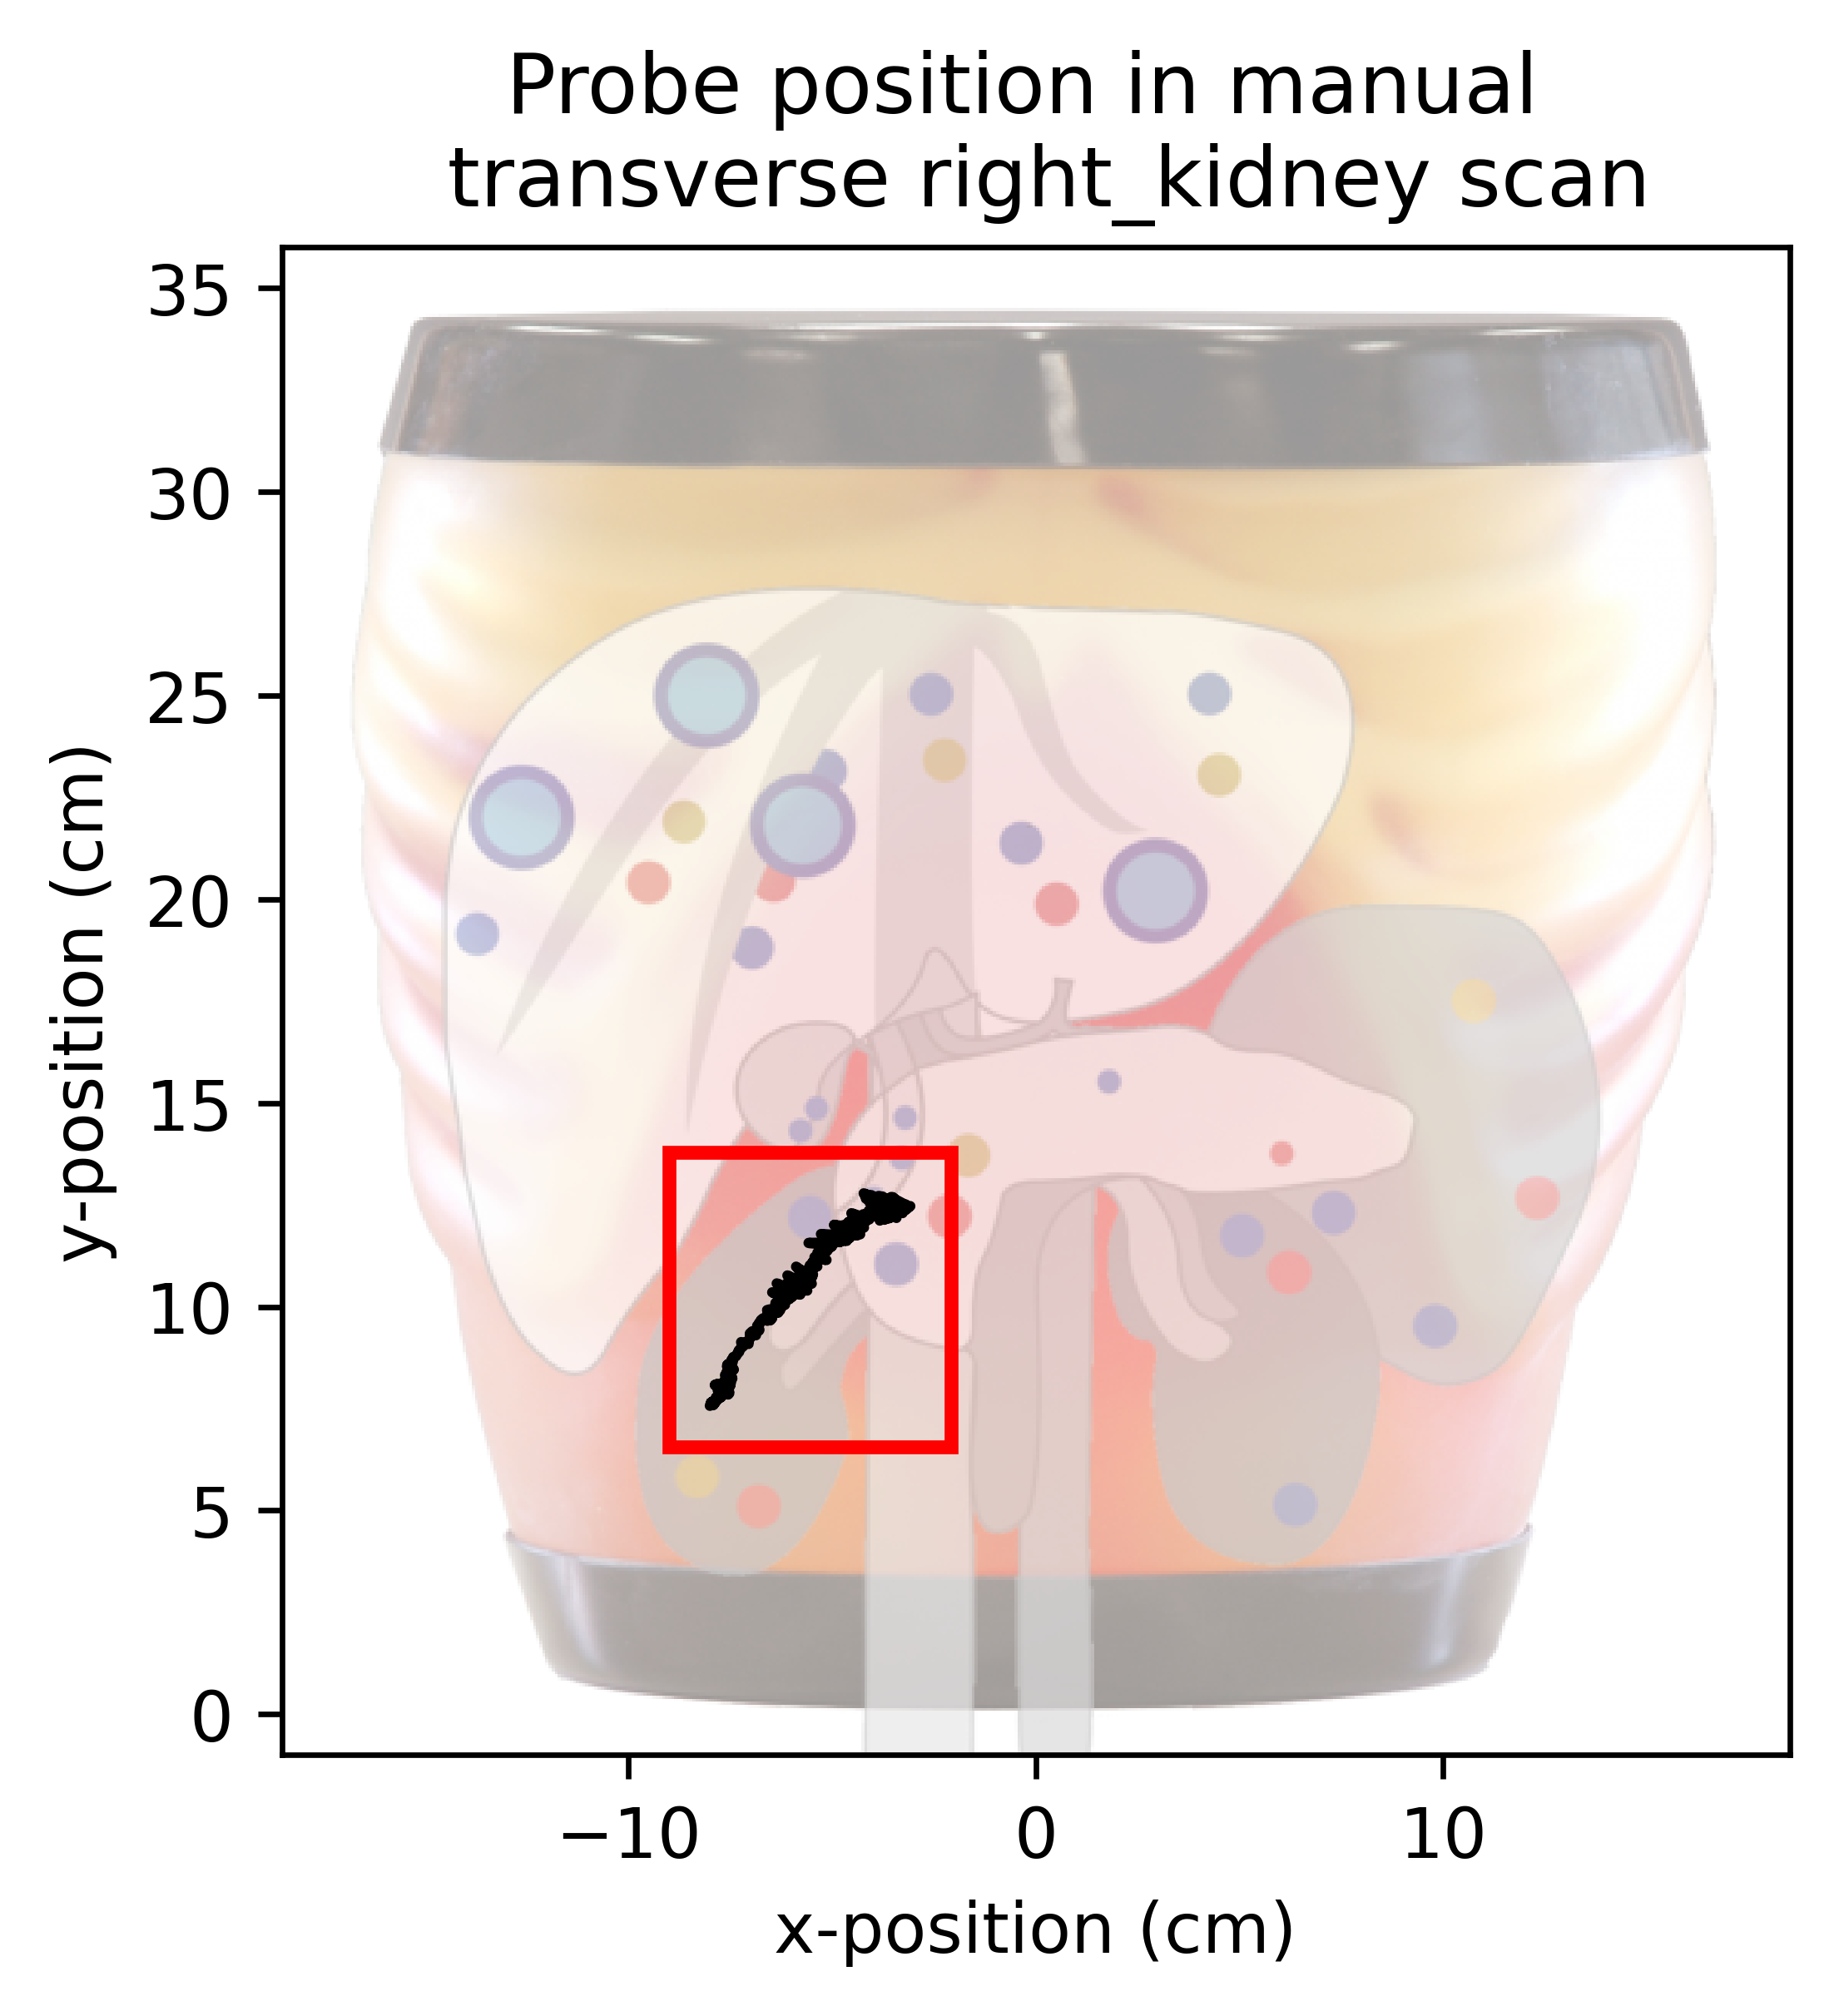 Probe position in manual
transverse right_kidney scan
35
30
25
20
15
10
5
0
y-position (cm)
−10
0
10
x-position (cm)